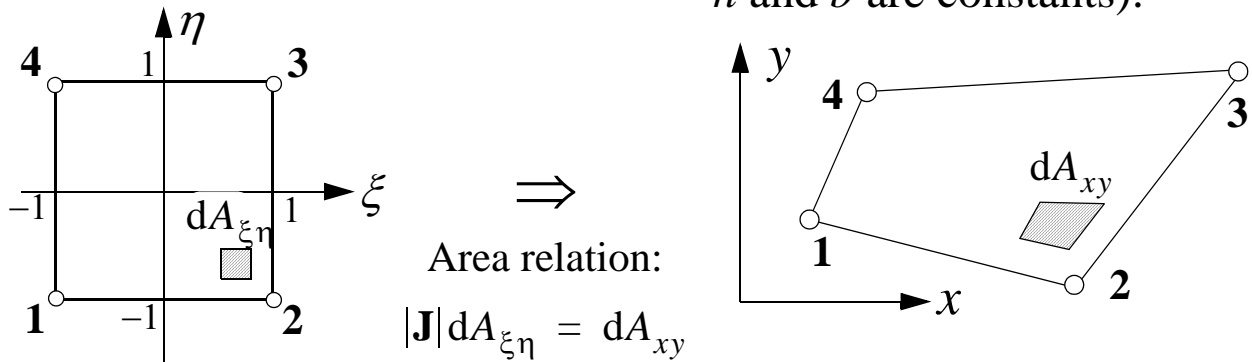 and b are constants).
η
4
1
3
−1
ξ
1
dA_ξη
1
−1
2
⇒
Area relation:
|J|dA_ξη = dA_xy
y
4
3
dA_xy
1
2
x